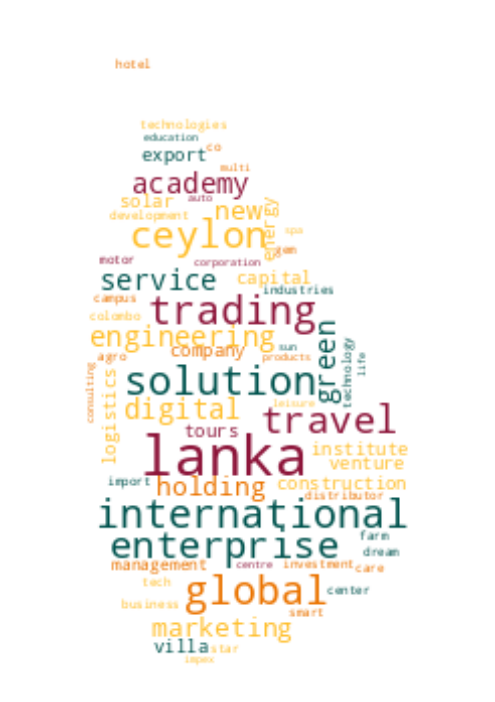 hotel
technologies
education
co
export
multi
academy
auto
solar
new
energy
development
ceylon
spa
gem
motor
corporation
service
capital
industries
campus
trading
colombo
engineering
green
company
sun
technology
agro
products
life
solution
consulting
logistics
digital
leisure
travel
tours
lanka
institute
venture
import
holding
construction
distributor
international
enterprise
farm
dream
management
centre
investment
care
tech
global
center
business
smart
marketing
villa
star
impex